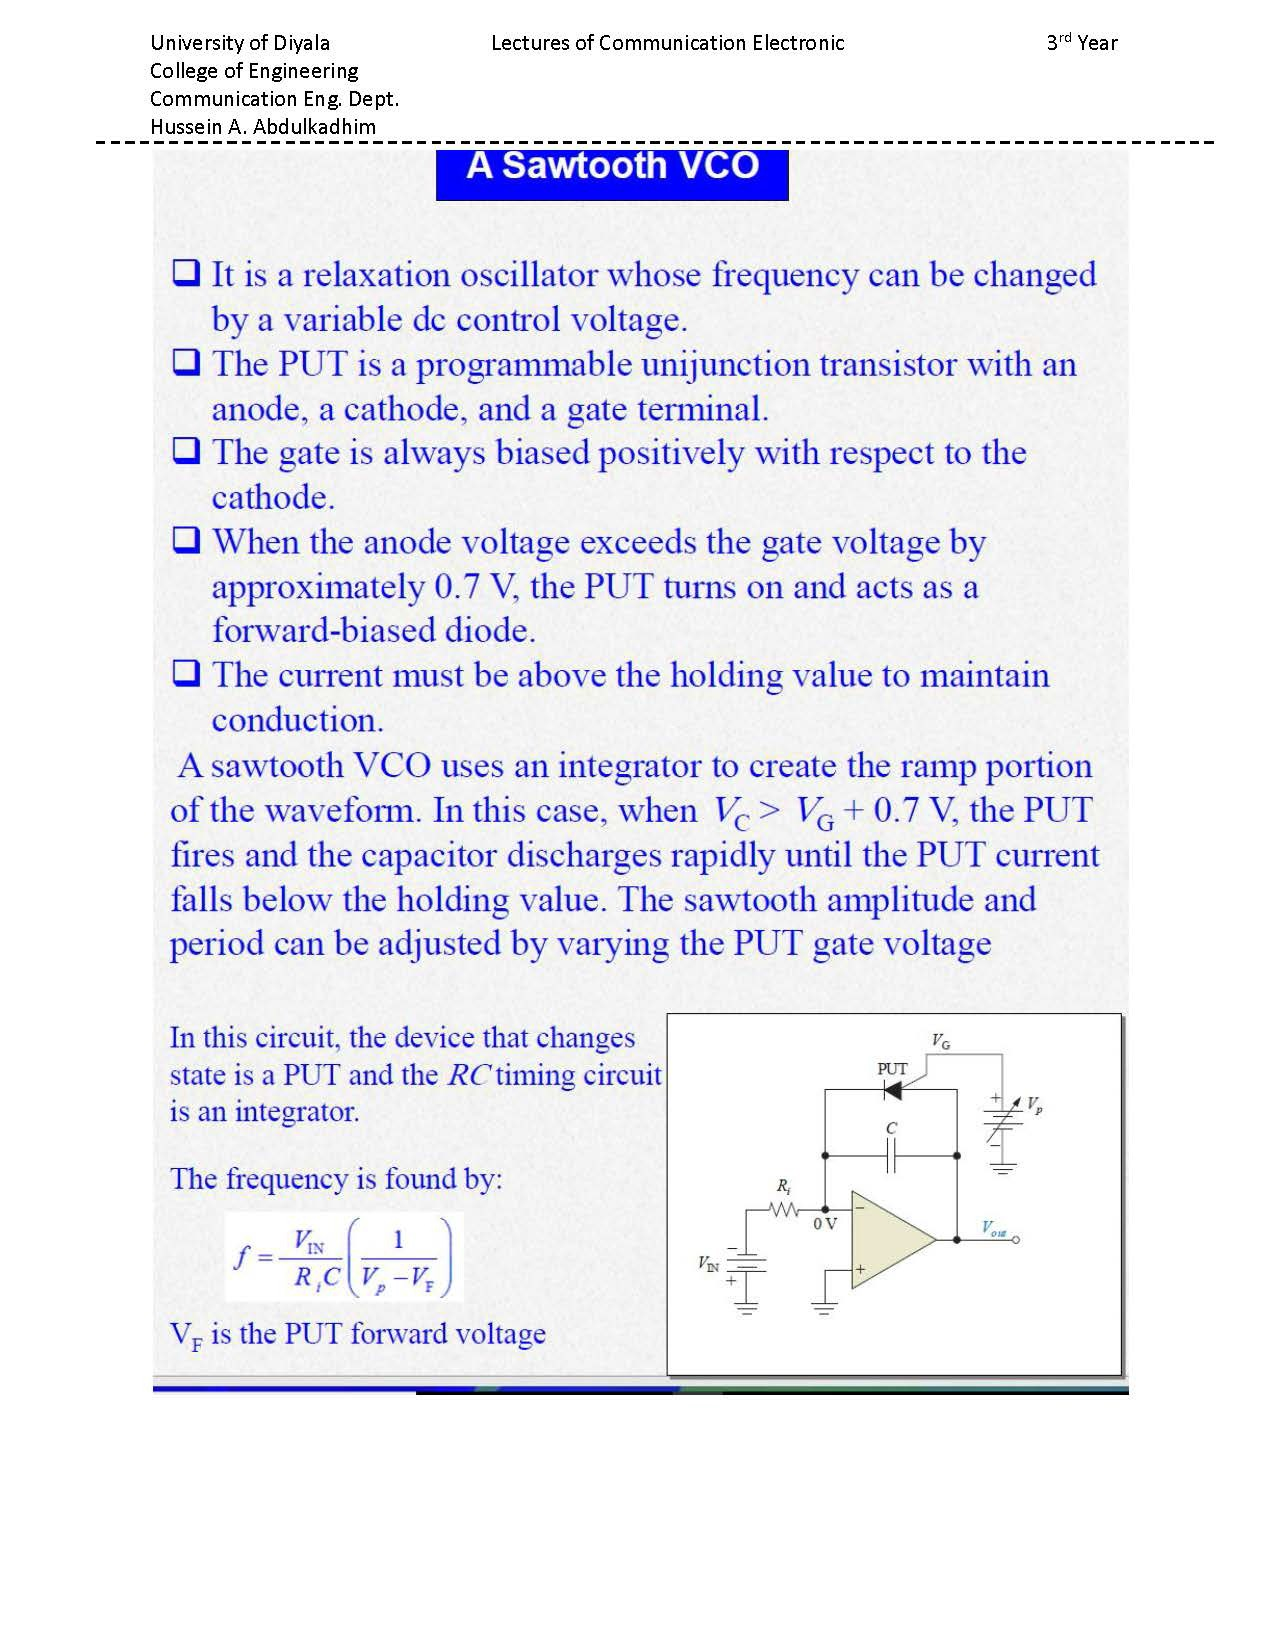 University of Diyala Lectures of Communication Electronic 3rd Year
College of Engineering
Communication Eng. Dept.
Hussein A. Abdulkadhim
A Sawtooth VCO
It is a relaxation oscillator whose frequency can be changed
by a variable dc control voltage.
The PUT is a programmable unijunction transistor with an
anode, a cathode, and a gate terminal.
The gate is always biased positively with respect to the
cathode.
When the anode voltage exceeds the gate voltage by
approximately 0.7 V, the PUT turns on and acts as a
forward-biased diode.
The current must be above the holding value to maintain
conduction.
A sawtooth VCO uses an integrator to create the ramp portion
of the waveform. In this case, when VC > VG + 0.7 V, the PUT
fires and the capacitor discharges rapidly until the PUT current
falls below the holding value. The sawtooth amplitude and
period can be adjusted by varying the PUT gate voltage
In this circuit, the device that changes
state is a PUT and the RC timing circuit
is an integrator.
The frequency is found by:
f = VIN / RiC ( 1 / Vp − VF )
VF is the PUT forward voltage
VG
PUT
+ Vp
−
C
Ri
0 V
−
+
Vout
−
VIN
+